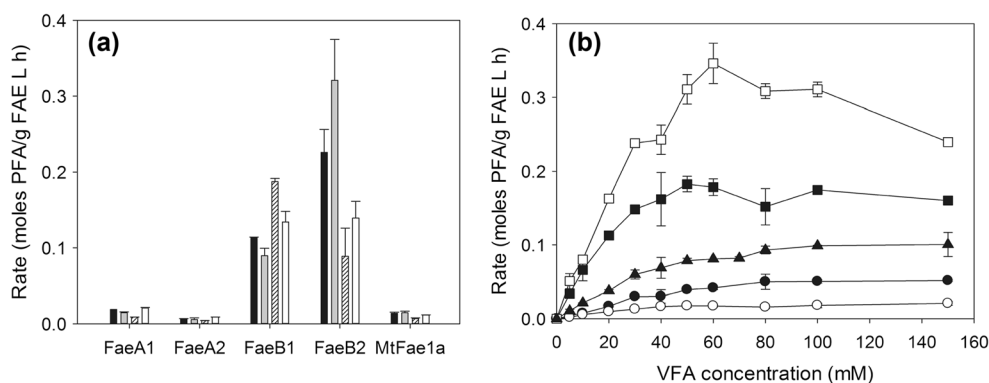 (a)
Rate (moles PFA/g FAE L h)
0.4
0.3
0.2
0.1
0.0
FaeA1 FaeA2 FaeB1 FaeB2 MtFae1a
(b)
Rate (moles PFA/g FAE L h)
0.4
0.3
0.2
0.1
0.0
0 20 40 60 80 100 120 140 160
VFA concentration (mM)